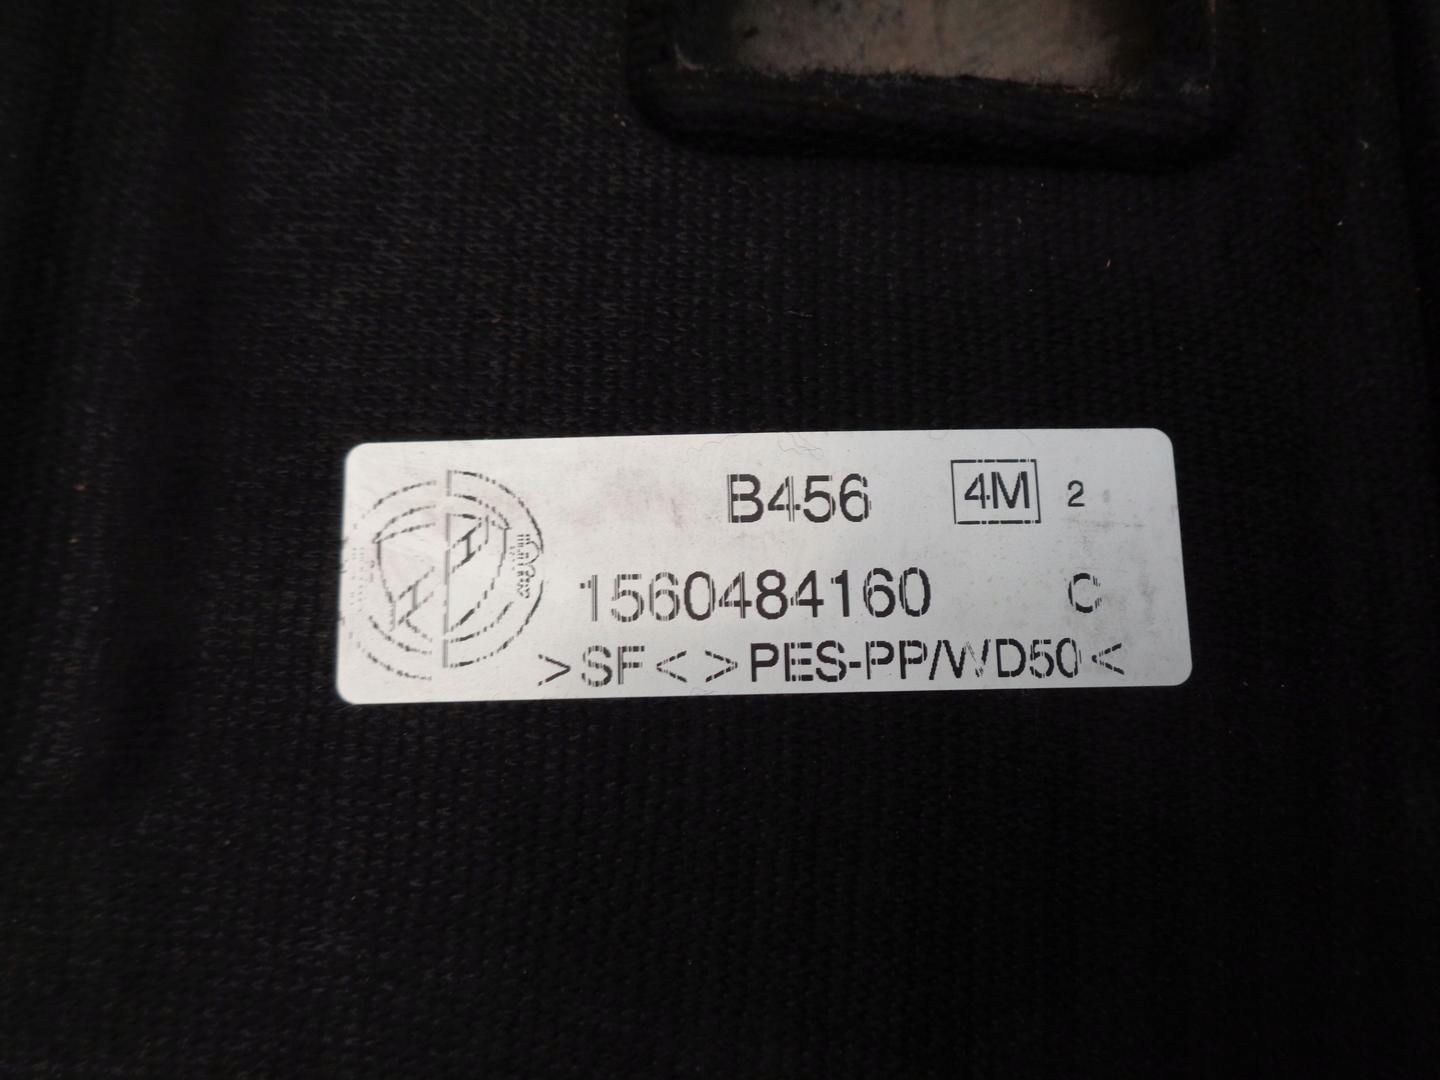 B456 4M 2
1560484160 C
>SF< >PES-PP/WD50<